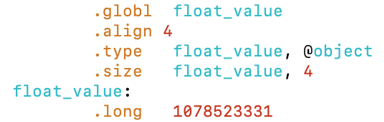 .globl float_value
.align 4
.type float_value, @object
.size float_value, 4
float_value:
.long 1078523331